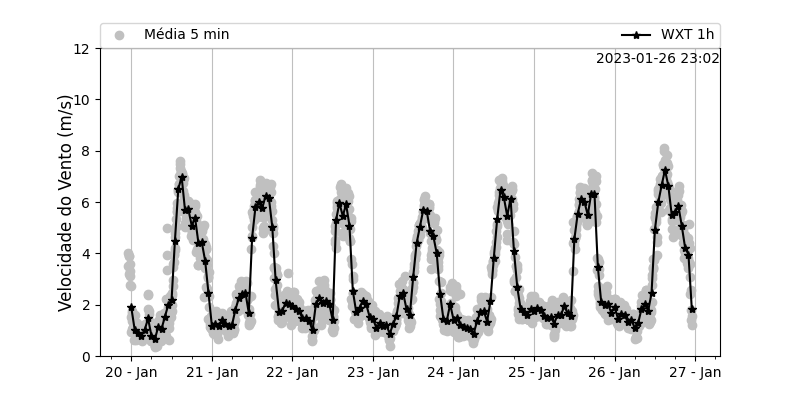 Média 5 min
WXT 1h
2023-01-26 23:02
Velocidade do Vento (m/s)
12
10
8
6
4
2
0
20 - Jan 21 - Jan 22 - Jan 23 - Jan 24 - Jan 25 - Jan 26 - Jan 27 - Jan